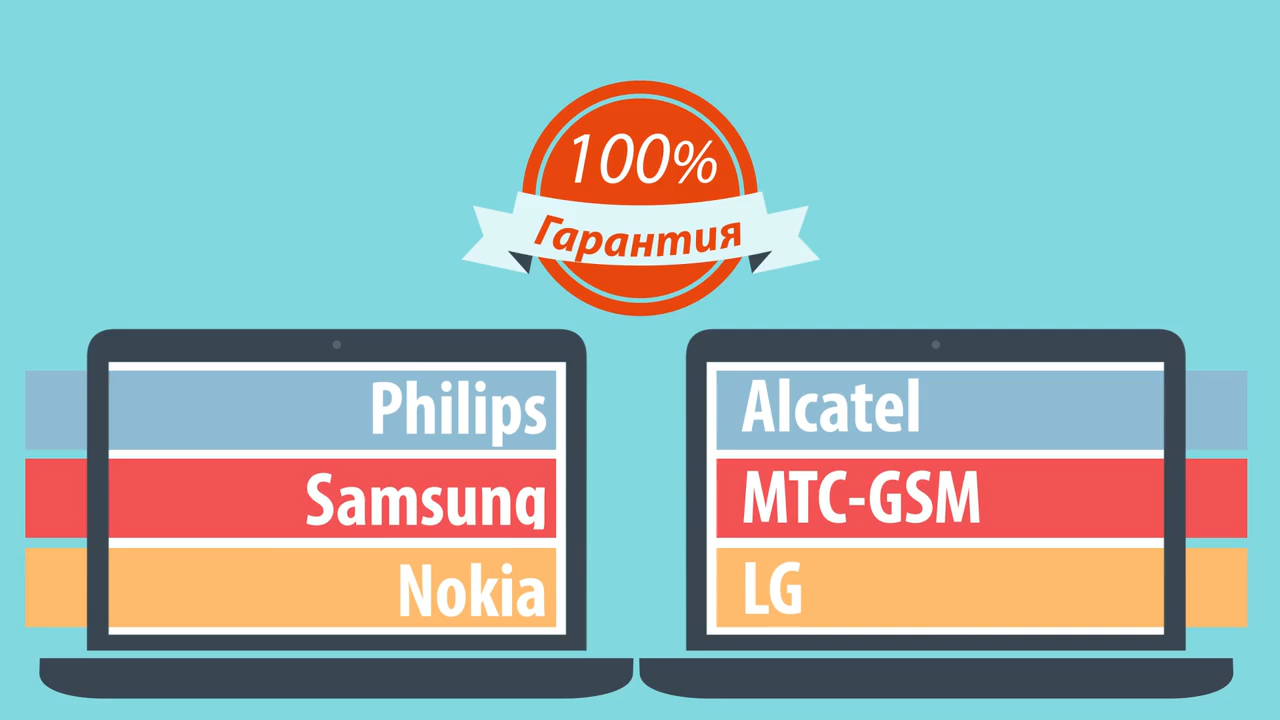 100%
Гарантия
Philips
Samsung
Nokia
Alcatel
MTC-GSM
LG